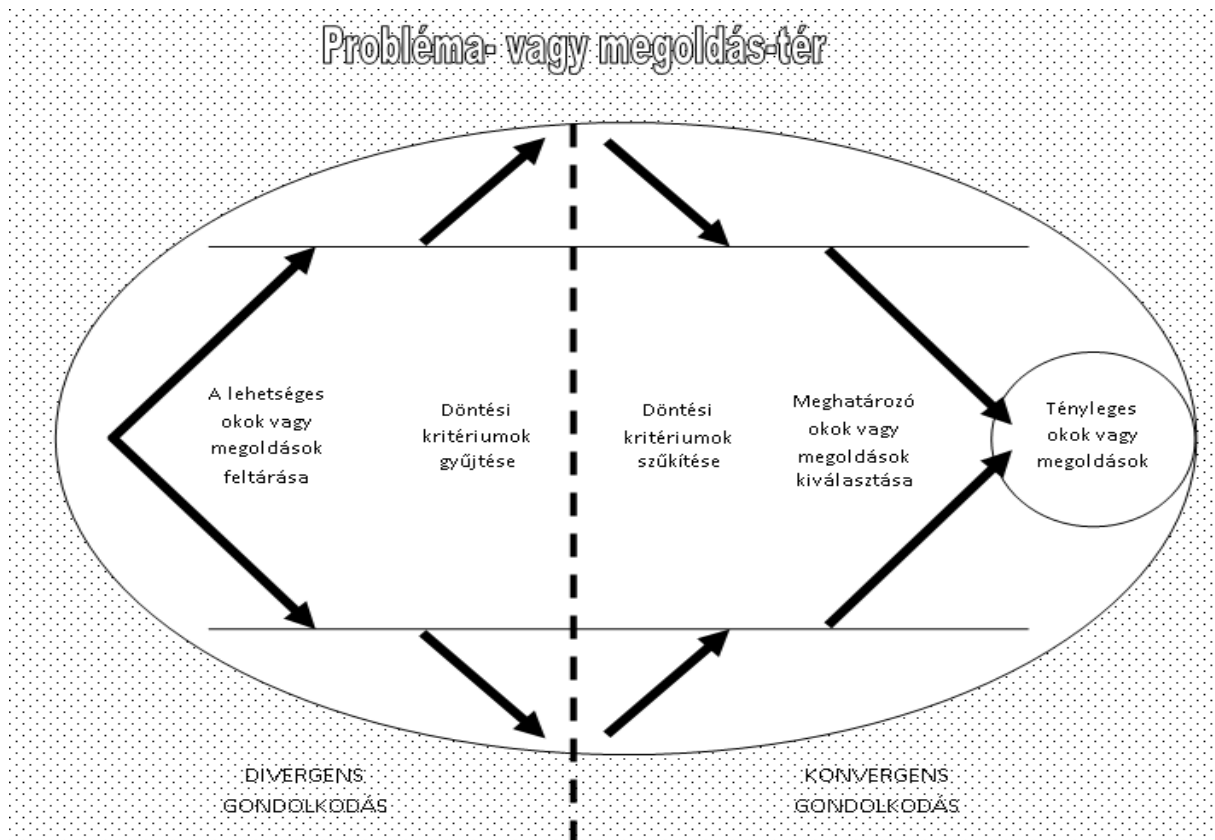 Probléma- vagy megoldás-tér
A lehetséges
okok vagy
megoldások
feltárása
Döntési
kritériumok
gyűjtése
Döntési
kritériumok
szűkítése
Meghatározó
okok vagy
megoldások
kiválasztása
Tényleges
okok vagy
megoldások
DIVERGENS
GONDOLKODÁS
KONVERGENS
GONDOLKODÁS